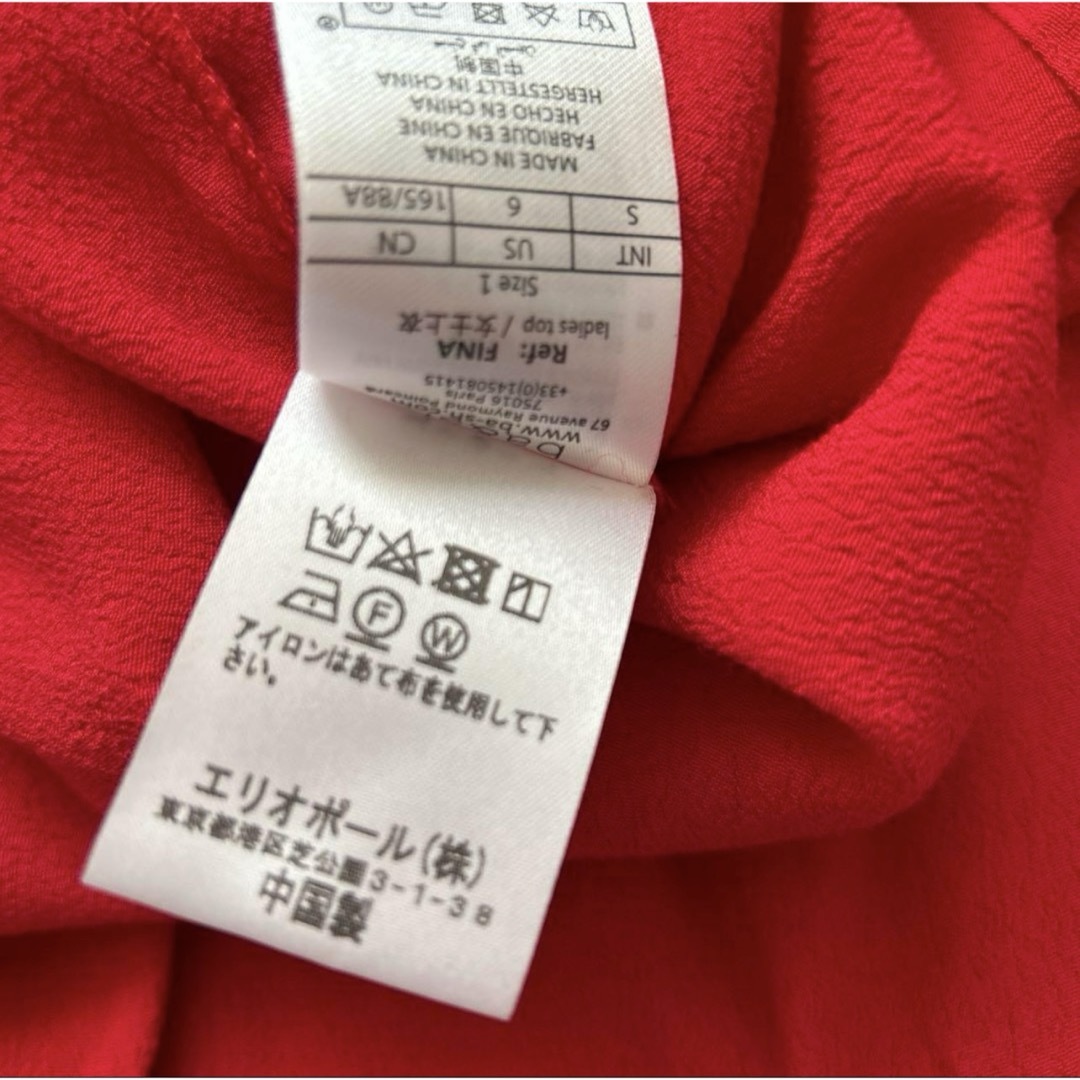 www.ba-sh.com
67 avenue Raymond Poincaré
75016 Paris
+33(0)145081415
Ref: FINA
ladies top / 女士上衣
Size 1
INT US CN
S 6 165/88A
MADE IN CHINA
FABRIQUE EN CHINE
HECHO EN CHINA
HERGESTELLT IN CHINA
中国制
F W
アイロンはあて布を使用して下
さい。
エリオポール(株)
東京都港区芝公園3-1-38
中国製